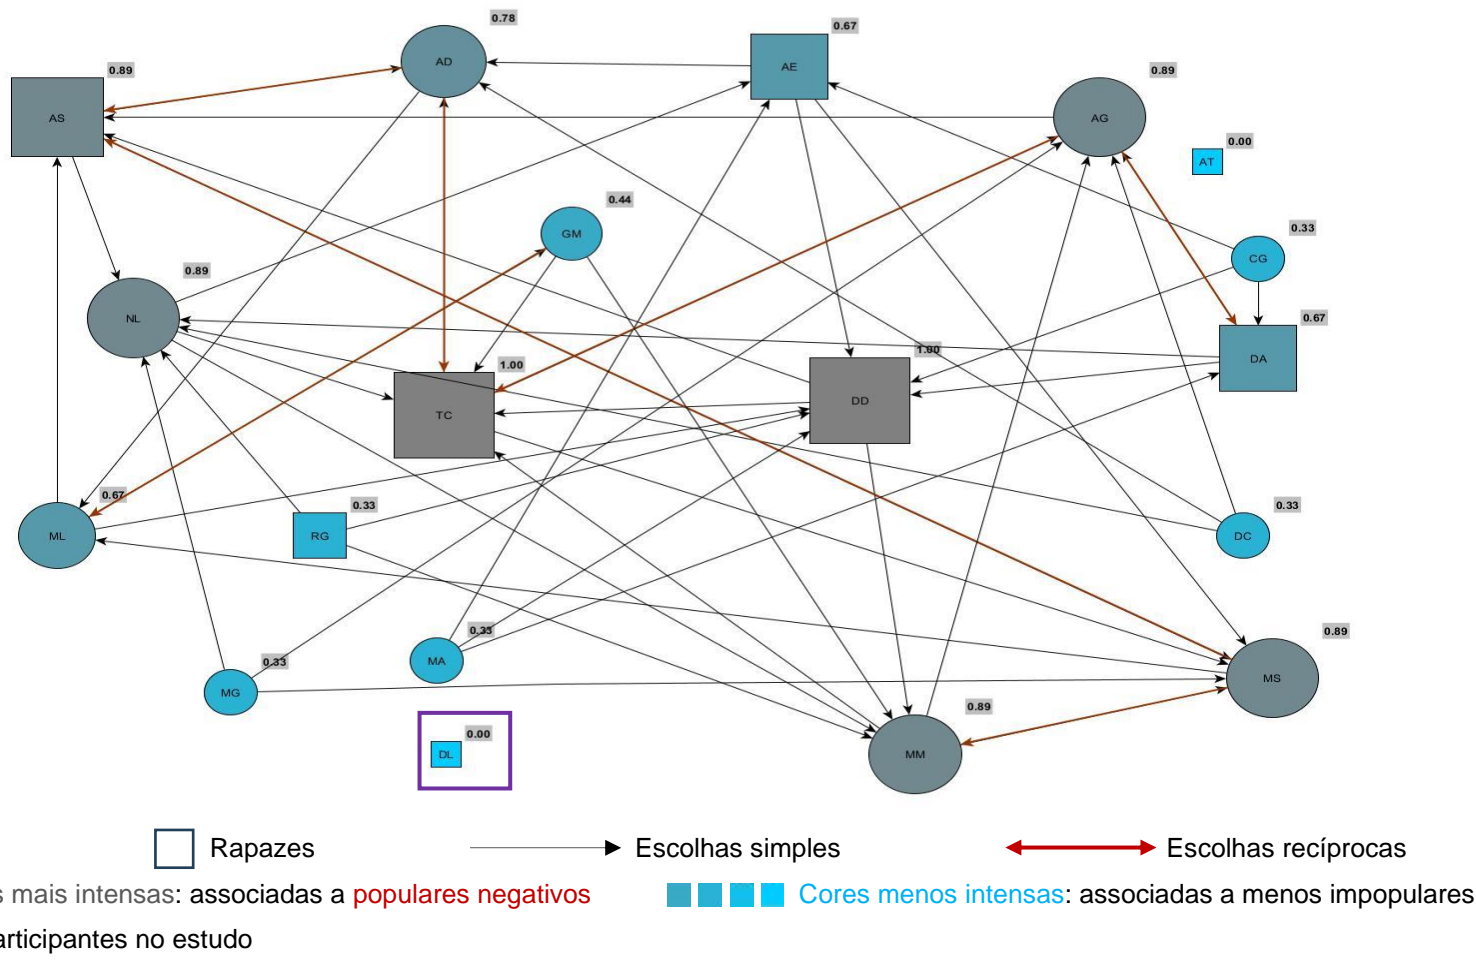 0.78
AD
0.67
AE
0.89
AS
0.89
AG
0.00
AT
0.44
GM
0.33
CG
0.89
NL
0.67
DA
1.00
TC
1.00
DD
0.67
ML
0.33
RG
0.33
DC
0.33
MA
0.33
MG
0.89
MS
0.00
DL
0.89
MM
Rapazes
Escolhas simples
Escolhas recíprocas
s mais intensas: associadas a populares negativos
Cores menos intensas: associadas a menos impopulares
articipantes no estudo